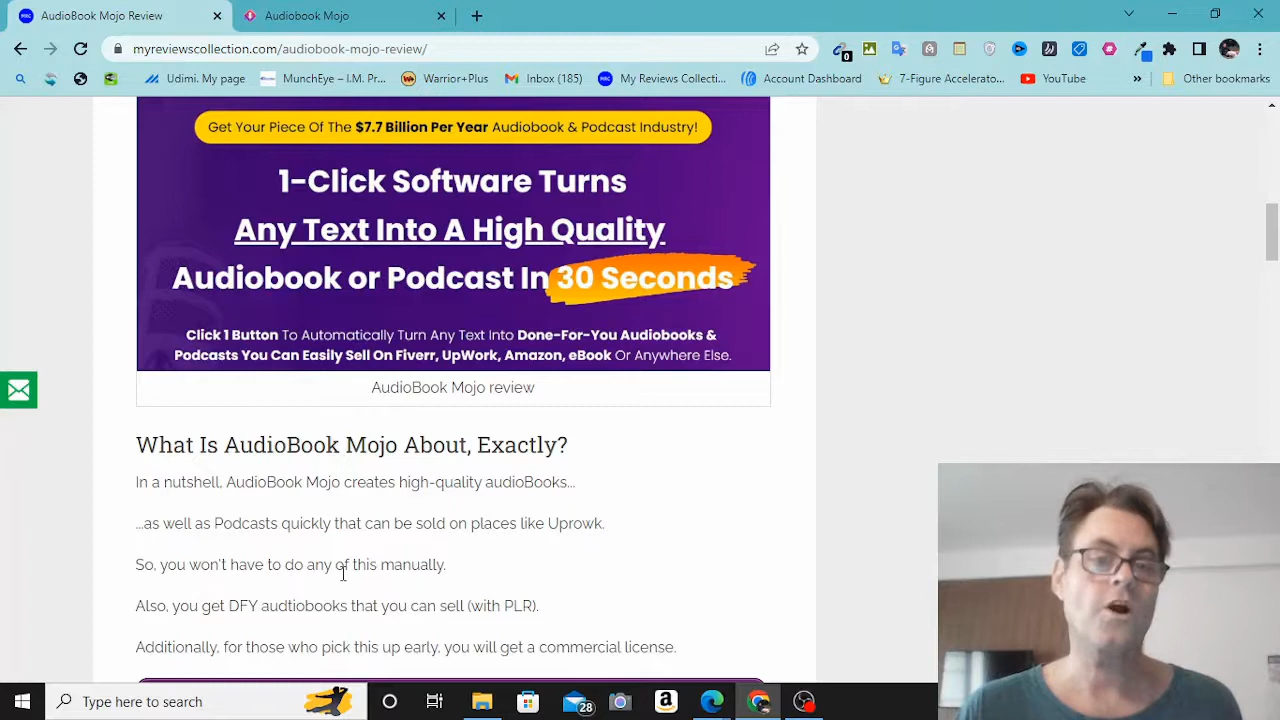 AudioBook Mojo Review
Audiobook Mojo
myreviewscollection.com/audiobook-mojo-review/
0
Udimi. My page
MunchEye – I.M. Pr...
Warrior+Plus
Inbox (185)
My Reviews Collecti...
Account Dashboard
7-Figure Accelerato...
YouTube
»
Other bookmarks
Get Your Piece Of The $7.7 Billion Per Year Audiobook & Podcast Industry!
1-Click Software Turns
Any Text Into A High Quality
Audiobook or Podcast In 30 Seconds
Click 1 Button To Automatically Turn Any Text Into Done-For-You Audiobooks &
Podcasts You Can Easily Sell On Fiverr, UpWork, Amazon, eBook Or Anywhere Else.
AudioBook Mojo review
What Is AudioBook Mojo About, Exactly?
In a nutshell, AudioBook Mojo creates high-quality audioBooks...
...as well as Podcasts quickly that can be sold on places like Uprowk.
So, you won't have to do any of this manually.
Also, you get DFY audtiobooks that you can sell (with PLR).
Additionally, for those who pick this up early, you will get a commercial license.
Type here to search
28